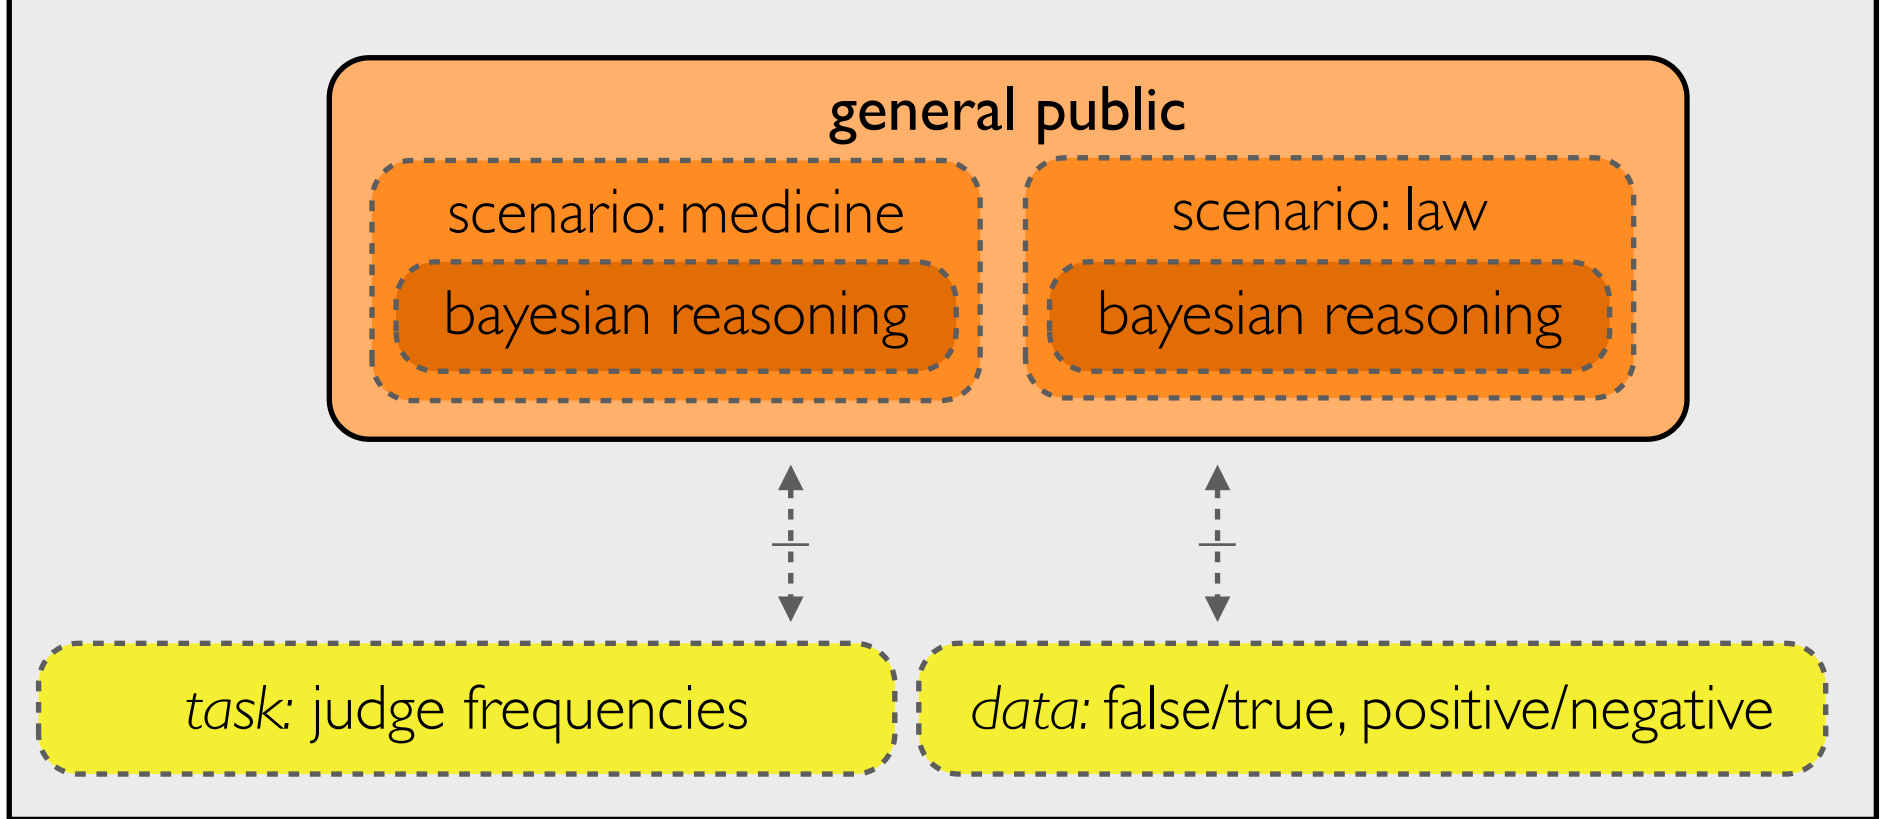 general public
scenario: medicine
scenario: law
bayesian reasoning
bayesian reasoning
task: judge frequencies
data: false/true, positive/negative